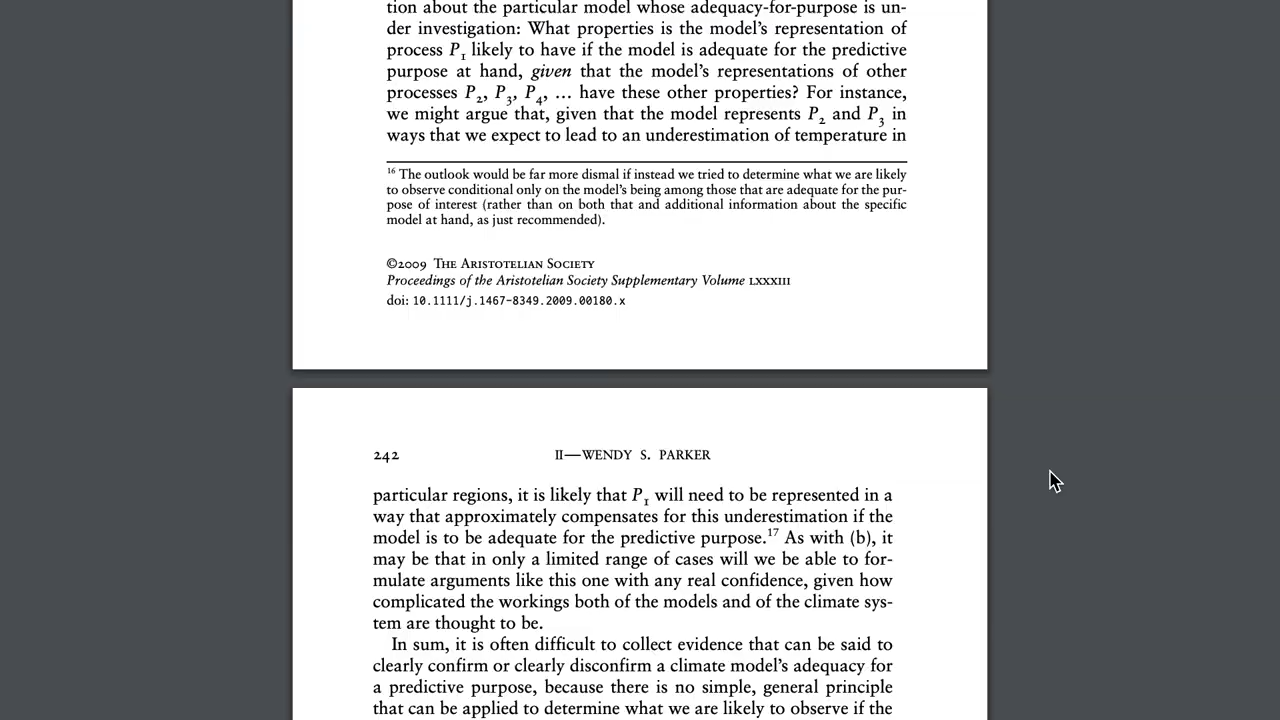 tion about the particular model whose adequacy-for-purpose is un-
der investigation: What properties is the model's representation of
process P₁ likely to have if the model is adequate for the predictive
purpose at hand, given that the model's representations of other
processes P₂, P₃, P₄, … have these other properties? For instance,
we might argue that, given that the model represents P₂ and P₃ in
ways that we expect to lead to an underestimation of temperature in
¹⁶ The outlook would be far more dismal if instead we tried to determine what we are likely
to observe conditional only on the model's being among those that are adequate for the pur-
pose of interest (rather than on both that and additional information about the specific
model at hand, as just recommended).
©2009 The Aristotelian Society
Proceedings of the Aristotelian Society Supplementary Volume LXXXIII
doi: 10.1111/j.1467-8349.2009.00180.x
242 II—WENDY S. PARKER
particular regions, it is likely that P₁ will need to be represented in a
way that approximately compensates for this underestimation if the
model is to be adequate for the predictive purpose.¹⁷ As with (b), it
may be that in only a limited range of cases will we be able to for-
mulate arguments like this one with any real confidence, given how
complicated the workings both of the models and of the climate sys-
tem are thought to be.
In sum, it is often difficult to collect evidence that can be said to
clearly confirm or clearly disconfirm a climate model's adequacy for
a predictive purpose, because there is no simple, general principle
that can be applied to determine what we are likely to observe if the